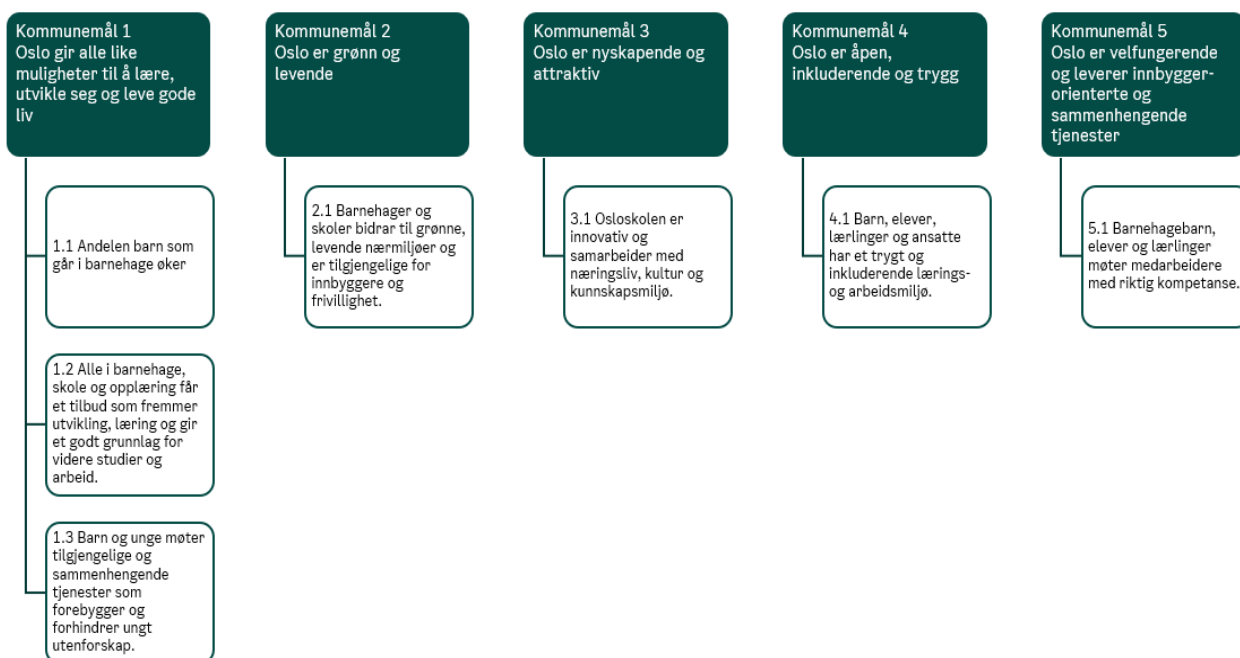 Kommunemål 1
Oslo gir alle like
muligheter til å lære,
utvikle seg og leve gode
liv
1.1 Andelen barn som
går i barnehage øker
1.2 Alle i barnehage,
skole og opplæring får
et tilbud som fremmer
utvikling, læring og gir
et godt grunnlag for
videre studier og
arbeid.
1.3 Barn og unge møter
tilgjengelige og
sammenhengende
tjenester som
forebygger og
forhindrer ungt
utenforskap.
Kommunemål 2
Oslo er grønn og
levende
2.1 Barnehager og
skoler bidrar til grønne,
levende nærmiljøer og
er tilgjengelige for
innbyggere og
frivillighet.
Kommunemål 3
Oslo er nyskapende og
attraktiv
3.1 Osloskolen er
innovativ og
samarbeider med
næringsliv, kultur og
kunnskapsmiljø.
Kommunemål 4
Oslo er åpen,
inkluderende og trygg
4.1 Barn, elever,
lærlinger og ansatte
har et trygt og
inkluderende lærings-
og arbeidsmiljø.
Kommunemål 5
Oslo er velfungerende
og leverer innbygger-
orienterte og
sammenhengende
tjenester
5.1 Barnehagebarn,
elever og lærlinger
møter medarbeidere
med riktig kompetanse.